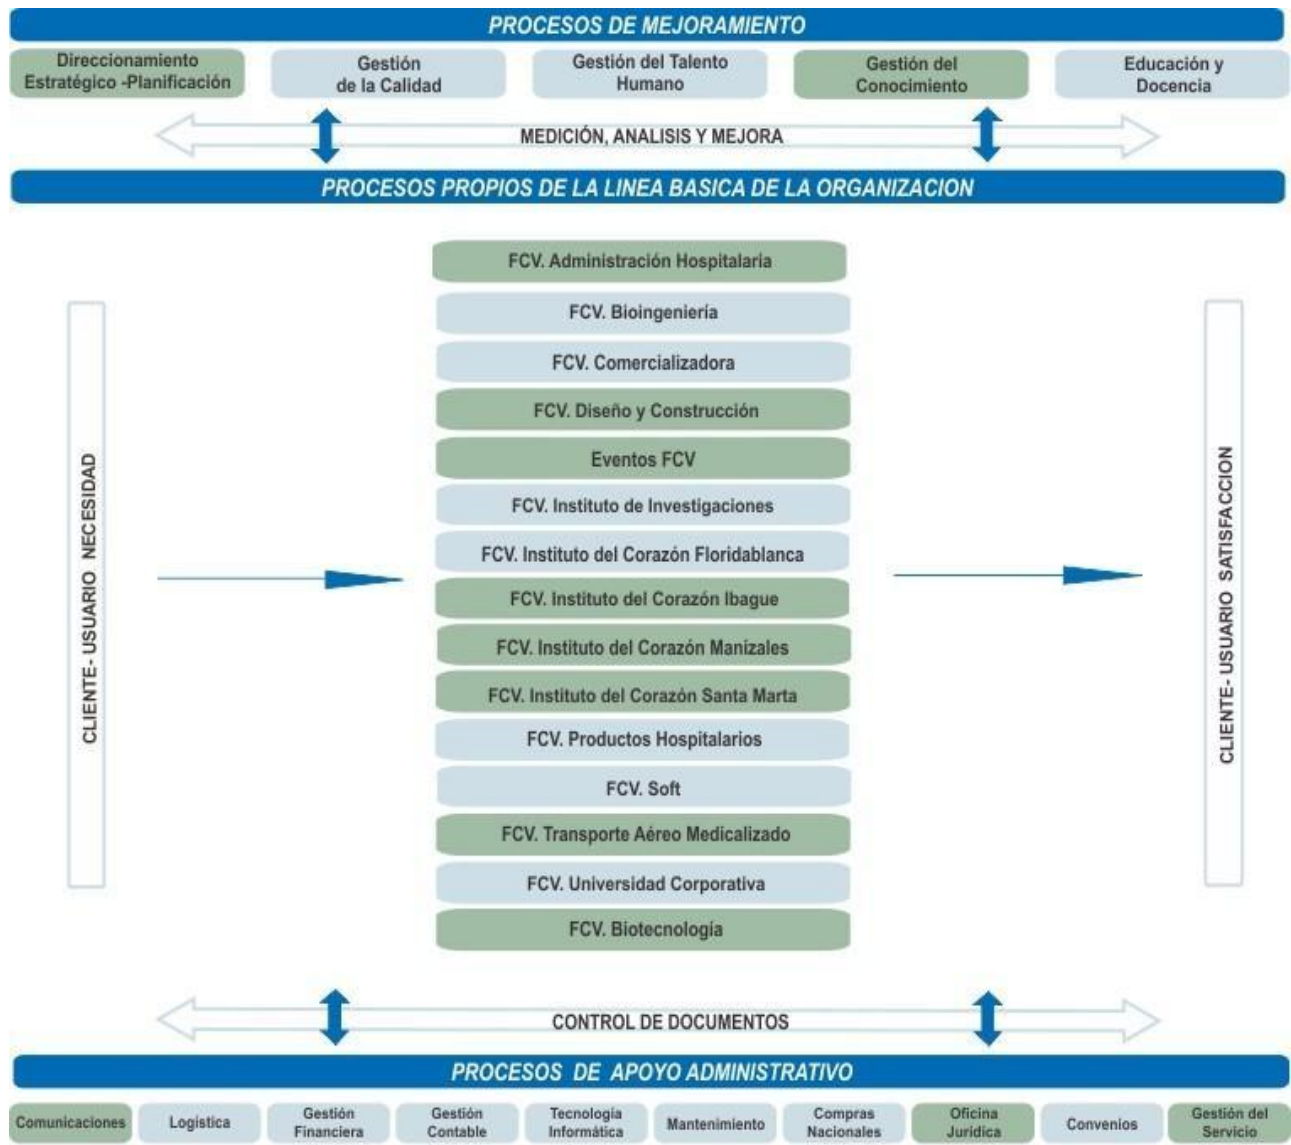 PROCESOS DE MEJORAMIENTO
Direccionamiento
Estratégico -Planificación
Gestión
de la Calidad
Gestión del Talento
Humano
Gestión del
Conocimiento
Educación y
Docencia
MEDICIÓN, ANALISIS Y MEJORA
PROCESOS PROPIOS DE LA LINEA BASICA DE LA ORGANIZACION
CLIENTE- USUARIO NECESIDAD
FCV. Administración Hospitalaria
FCV. Bioingeniería
FCV. Comercializadora
FCV. Diseño y Construcción
Eventos FCV
FCV. Instituto de Investigaciones
FCV. Instituto del Corazón Floridablanca
FCV. Instituto del Corazón Ibague
FCV. Instituto del Corazón Manizales
FCV. Instituto del Corazón Santa Marta
FCV. Productos Hospitalarios
FCV. Soft
FCV. Transporte Aéreo Medicalizado
FCV. Universidad Corporativa
FCV. Biotecnología
CLIENTE- USUARIO SATISFACCION
CONTROL DE DOCUMENTOS
PROCESOS DE APOYO ADMINISTRATIVO
Comunicaciones
Logística
Gestión
Financiera
Gestión
Contable
Tecnología
Informática
Mantenimiento
Compras
Nacionales
Oficina
Jurídica
Convenios
Gestión del
Servicio